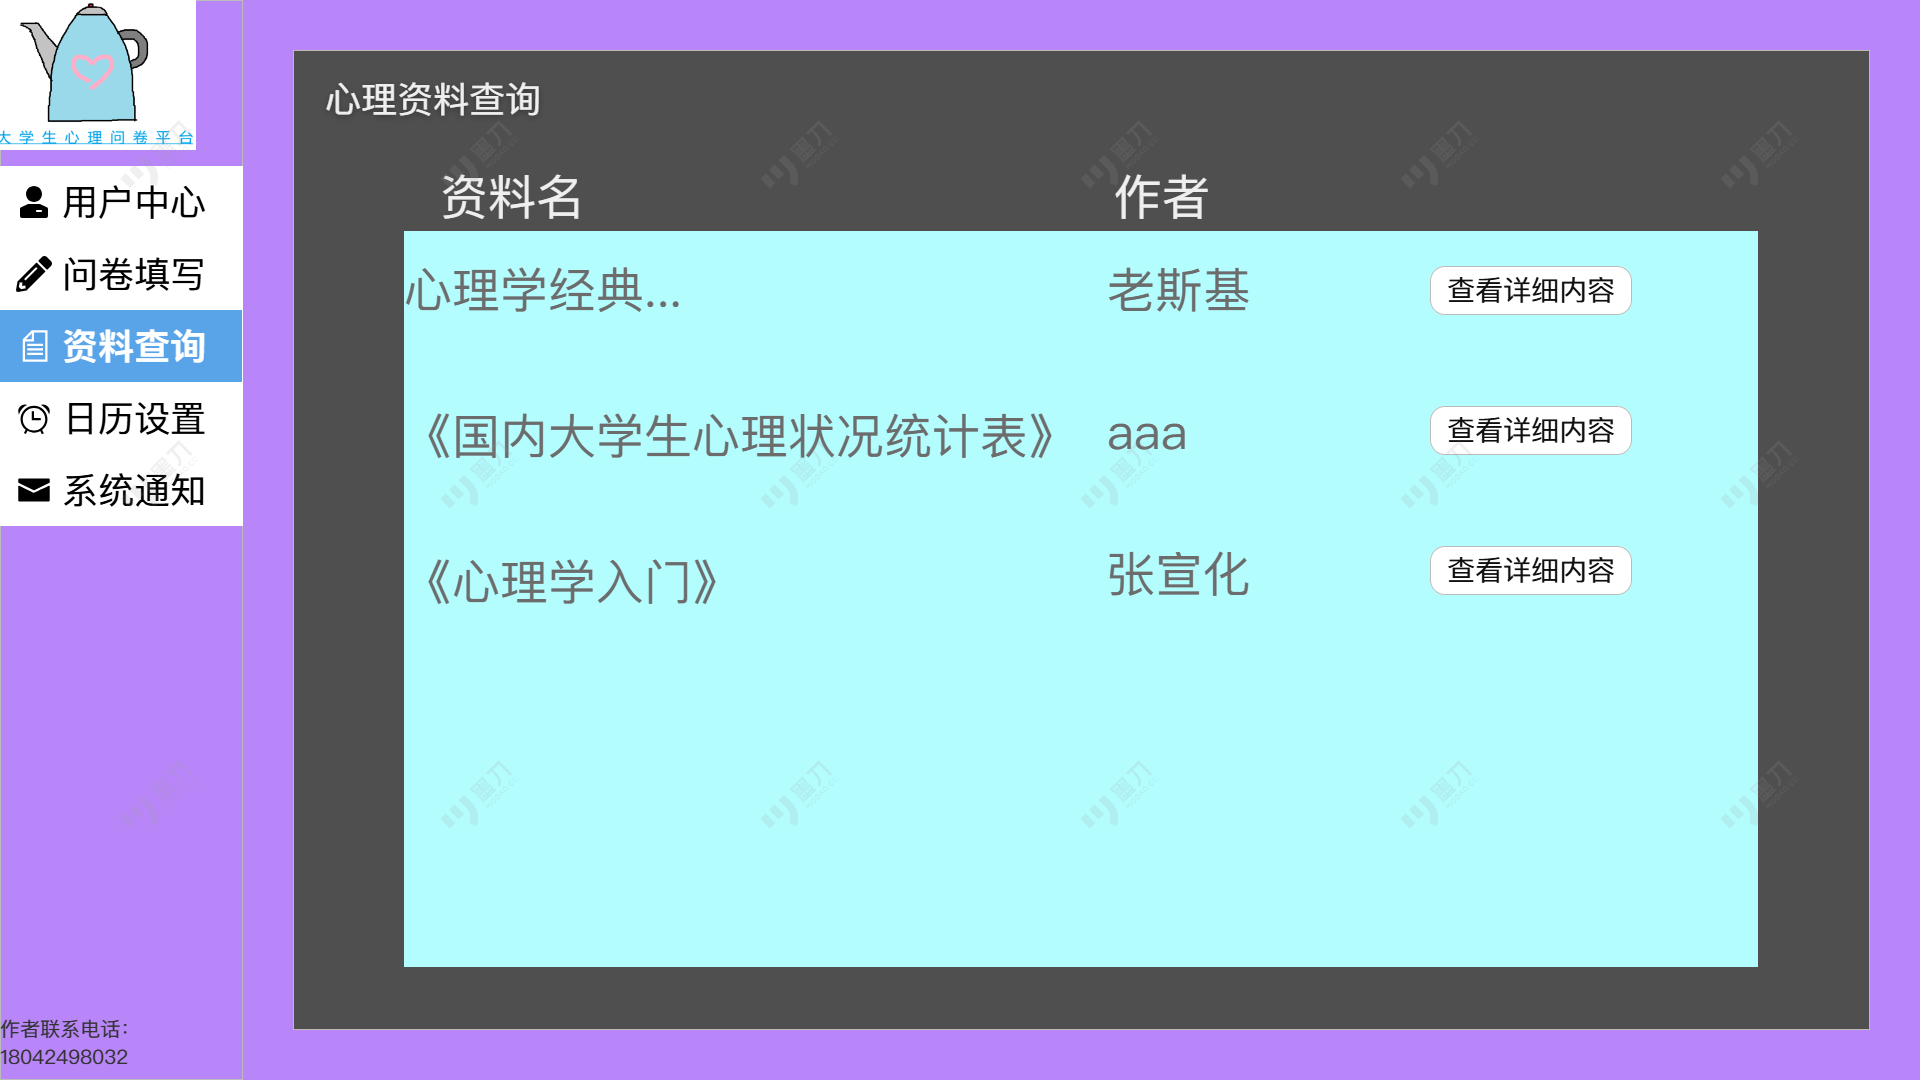 大学生心理问卷平台
用户中心
问卷填写
资料查询
日历设置
系统通知
作者联系电话：
18042498032
心理资料查询
资料名 作者
心理学经典... 老斯基 查看详细内容
《国内大学生心理状况统计表》 aaa 查看详细内容
《心理学入门》 张宣化 查看详细内容
墨刀